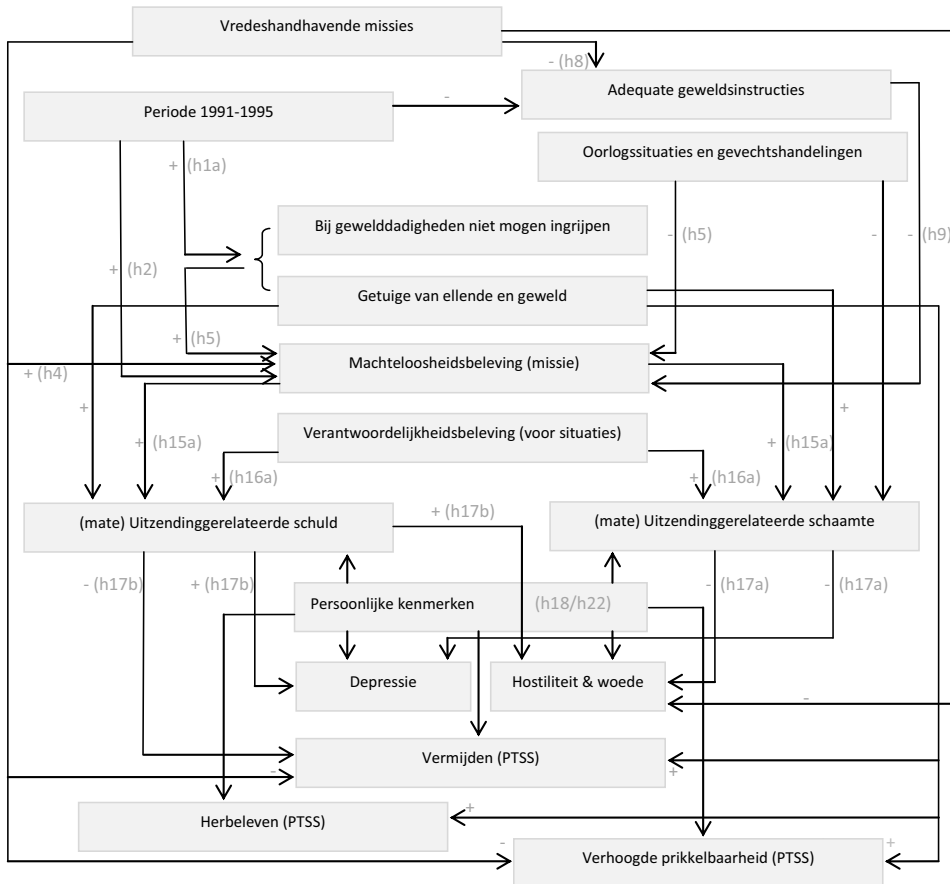 Vredeshandhavende missies
- (h8)
Adequate geweldsinstructies
-
Periode 1991-1995
Oorlogssituaties en gevechtshandelingen
+ (h1a)
Bij gewelddadigheden niet mogen ingrijpen
- (h5)
-
- (h9)
+ (h2)
Getuige van ellende en geweld
+ (h5)
Machteloosheidsbeleving (missie)
+ (h4)
+
+
Verantwoordelijkheidsbeleving (voor situaties)
+ (h15a)
+ (h15a)
+ (h16a)
+ (h16a)
(mate) Uitzendinggerelateerde schuld
+ (h17b)
(mate) Uitzendinggerelateerde schaamte
- (h17b)
+ (h17b)
- (h17a)
- (h17a)
Persoonlijke kenmerken
(h18/h22)
Depressie
Hostiliteit & woede
-
Vermijden (PTSS)
-
+
Herbeleven (PTSS)
+
-
Verhoogde prikkelbaarheid (PTSS)
+